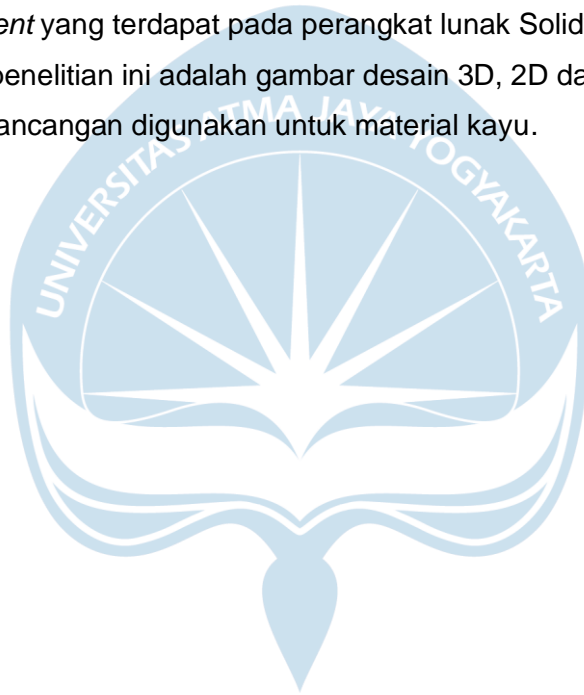 ent yang terdapat pada perangkat lunak Solid
penelitian ini adalah gambar desain 3D, 2D da
ancangan digunakan untuk material kayu.
UNIVERSITAS ATMA JAYA YOGYAKARTA